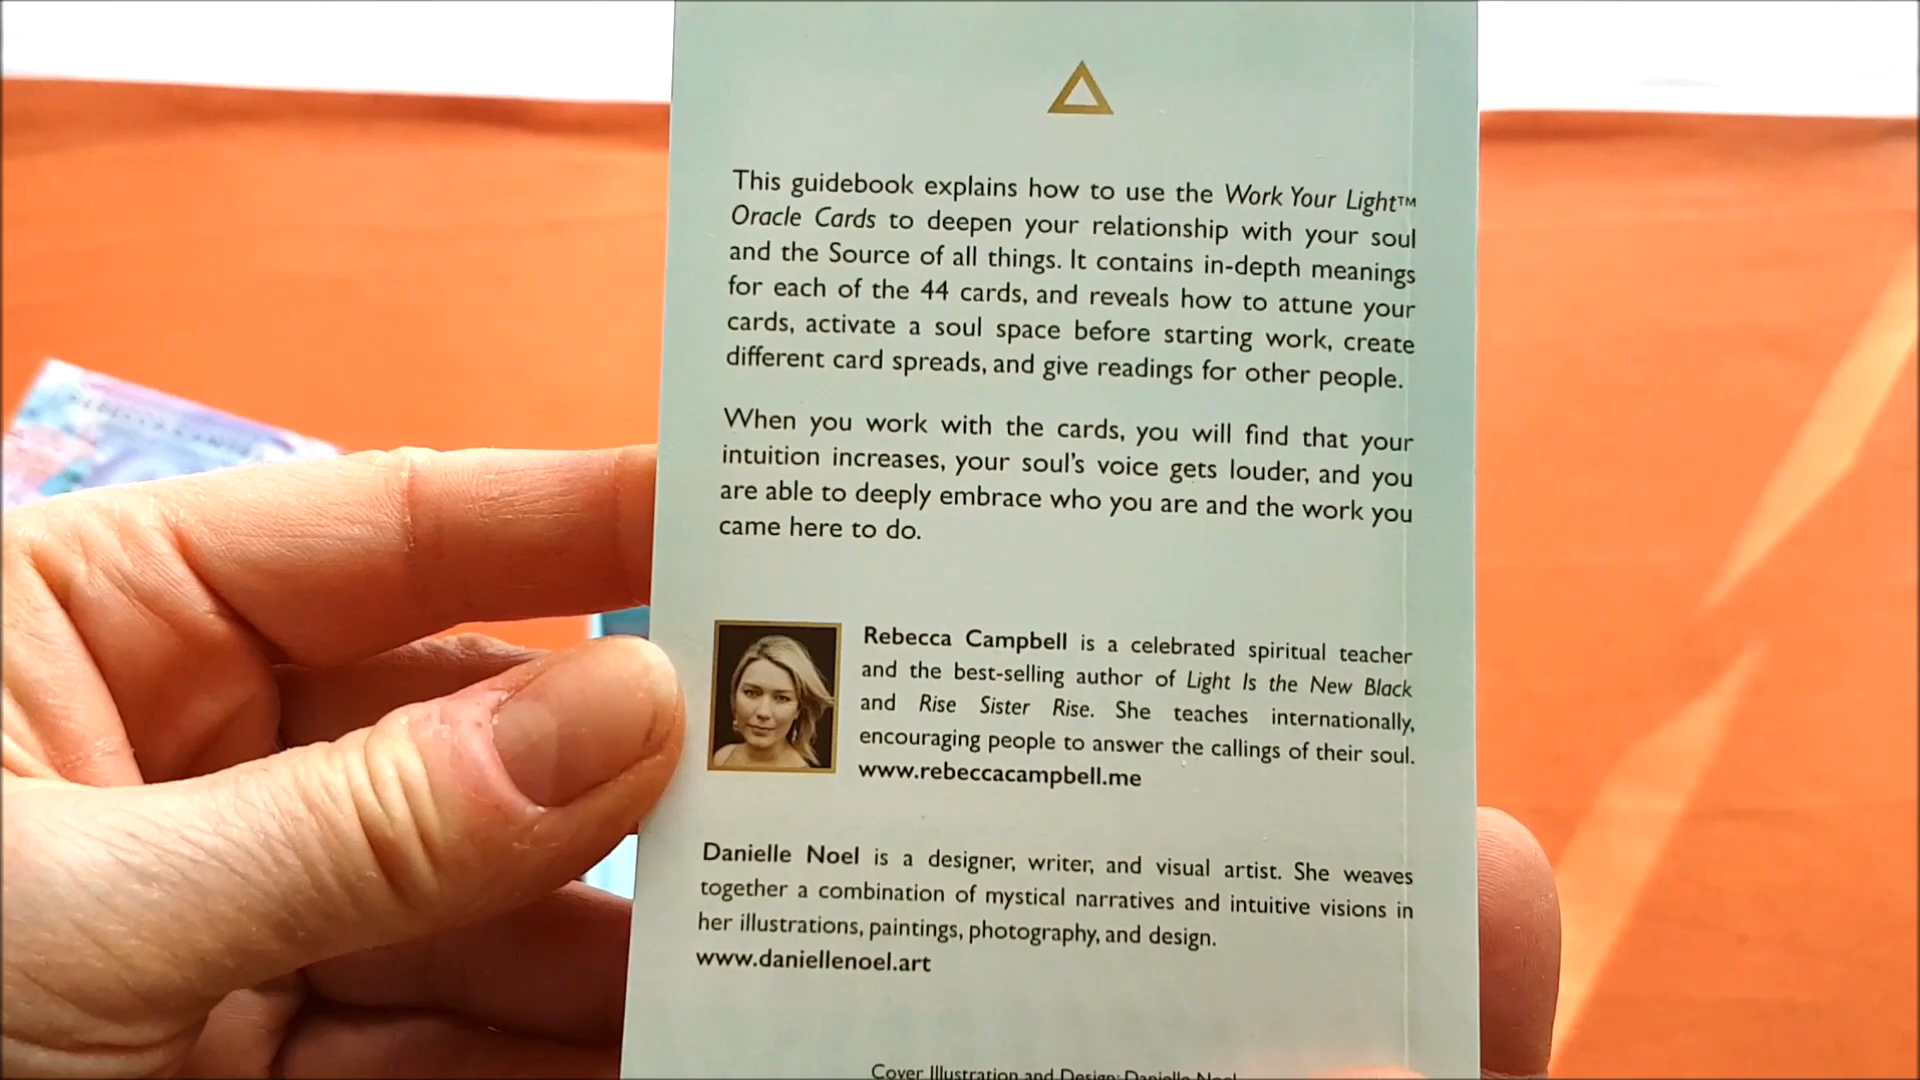 This guidebook explains how to use the Work Your Light™
Oracle Cards to deepen your relationship with your soul
and the Source of all things. It contains in-depth meanings
for each of the 44 cards, and reveals how to attune your
cards, activate a soul space before starting work, create
different card spreads, and give readings for other people.
When you work with the cards, you will find that your
intuition increases, your soul's voice gets louder, and you
are able to deeply embrace who you are and the work you
came here to do.
Rebecca Campbell is a celebrated spiritual teacher
and the best-selling author of Light Is the New Black
and Rise Sister Rise. She teaches internationally,
encouraging people to answer the callings of their soul.
www.rebeccacampbell.me
Danielle Noel is a designer, writer, and visual artist. She weaves
together a combination of mystical narratives and intuitive visions in
her illustrations, paintings, photography, and design.
www.daniellenoel.art
Cover Illustration and Design: Danielle Noel